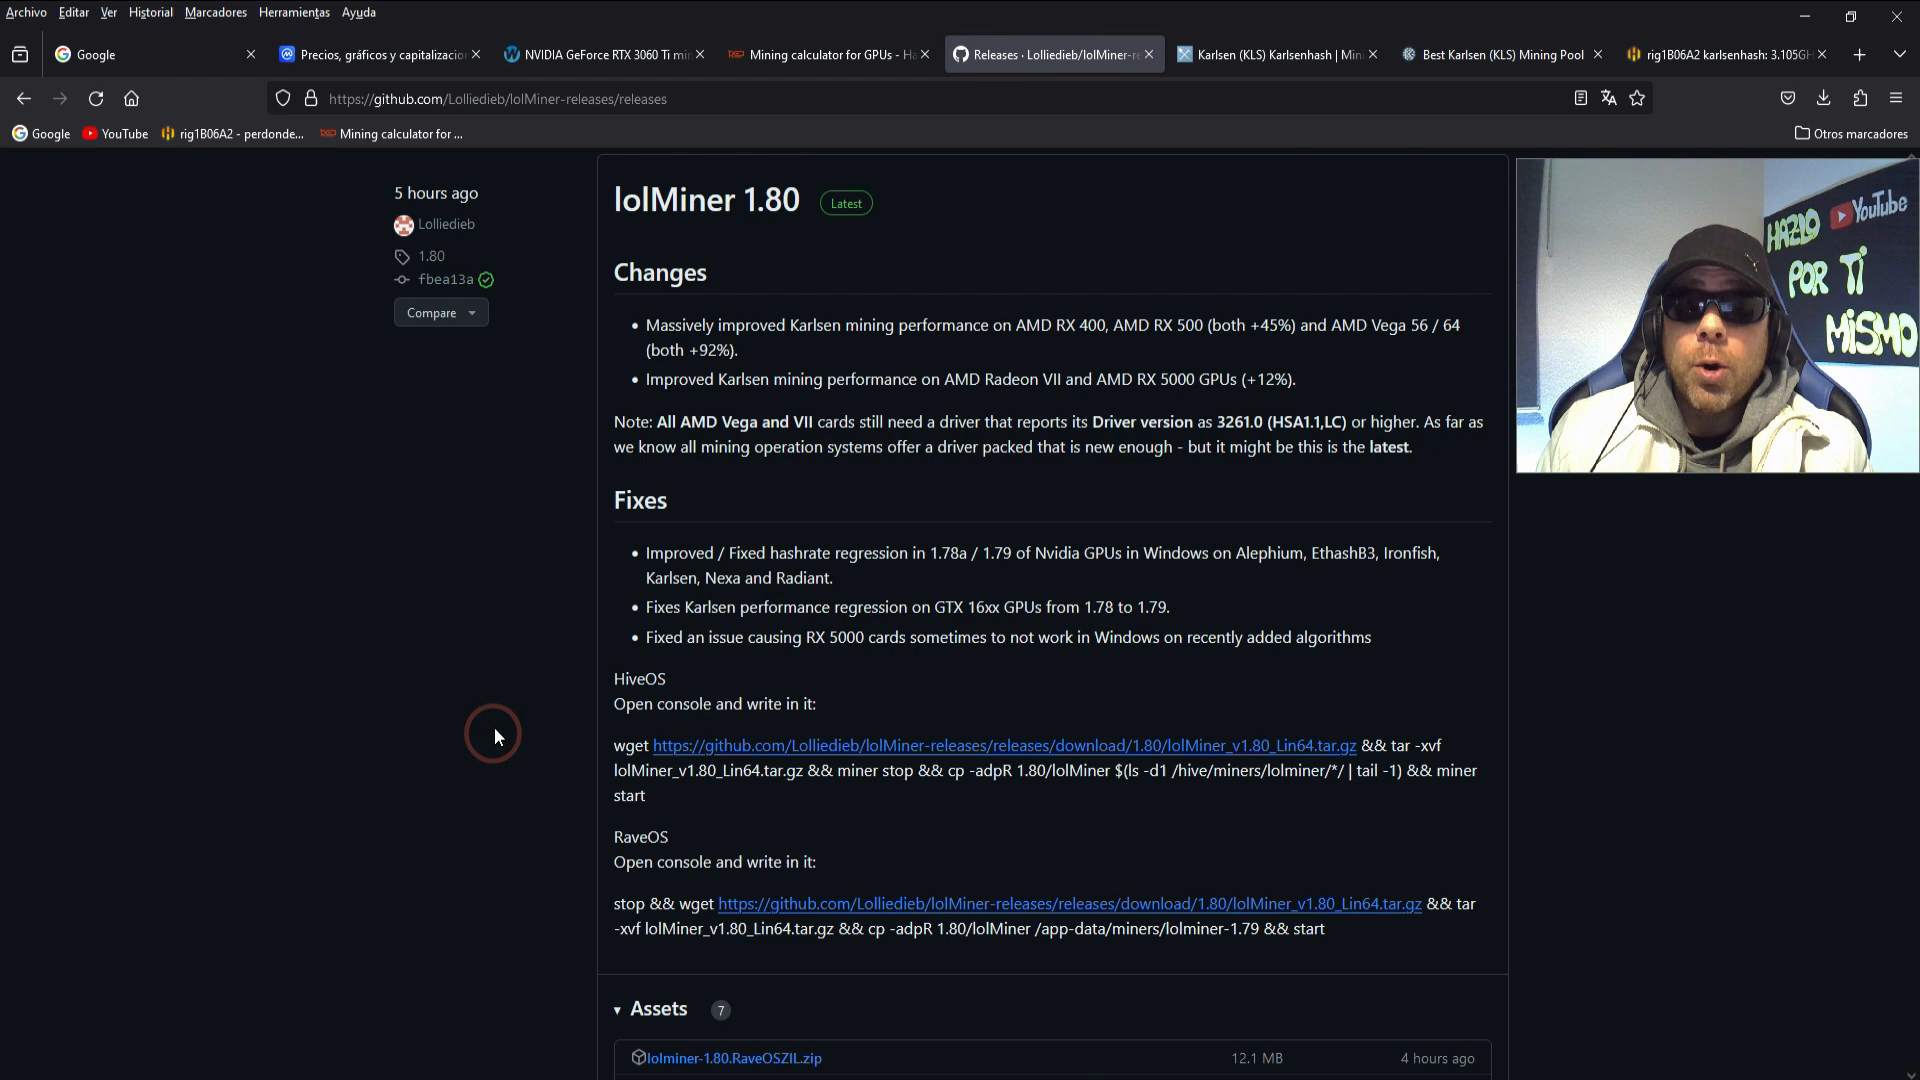 Archivo Editar Ver Historial Marcadores Herramientas Ayuda
Google
Precios, gráficos y capitalizacio
NVIDIA GeForce RTX 3060 Ti mi
Mining calculator for GPUs - Ha
Releases · Lolliedieb/lolMiner-re
Karlsen (KLS) Karlsenhash | Min
Best Karlsen (KLS) Mining Pool
rig1B06A2 karlsenhash: 3.105GH
https://github.com/Lolliedieb/lolMiner-releases/releases
Google YouTube rig1B06A2 - perdonde... Mining calculator for ... Otros marcadores
5 hours ago
Lolliedieb
1.80
fbea13a
Compare
lolMiner 1.80 Latest
Changes
• Massively improved Karlsen mining performance on AMD RX 400, AMD RX 500 (both +45%) and AMD Vega 56 / 64
(both +92%).
• Improved Karlsen mining performance on AMD Radeon VII and AMD RX 5000 GPUs (+12%).
Note: All AMD Vega and VII cards still need a driver that reports its Driver version as 3261.0 (HSA1.1,LC) or higher. As far as
we know all mining operation systems offer a driver packed that is new enough - but it might be this is the latest.
Fixes
• Improved / Fixed hashrate regression in 1.78a / 1.79 of Nvidia GPUs in Windows on Alephium, EthashB3, Ironfish,
Karlsen, Nexa and Radiant.
• Fixes Karlsen performance regression on GTX 16xx GPUs from 1.78 to 1.79.
• Fixed an issue causing RX 5000 cards sometimes to not work in Windows on recently added algorithms
HiveOS
Open console and write in it:
wget https://github.com/Lolliedieb/lolMiner-releases/releases/download/1.80/lolMiner_v1.80_Lin64.tar.gz && tar -xvf
lolMiner_v1.80_Lin64.tar.gz && miner stop && cp -adpR 1.80/lolMiner $(ls -d1 /hive/miners/lolminer/*/ | tail -1) && miner
start
RaveOS
Open console and write in it:
stop && wget https://github.com/Lolliedieb/lolMiner-releases/releases/download/1.80/lolMiner_v1.80_Lin64.tar.gz && tar
-xvf lolMiner_v1.80_Lin64.tar.gz && cp -adpR 1.80/lolMiner /app-data/miners/lolminer-1.79 && start
Assets 7
lolminer-1.80.RaveOSZIL.zip 12.1 MB 4 hours ago
HAZLO YouTube
POR TI
MISMO